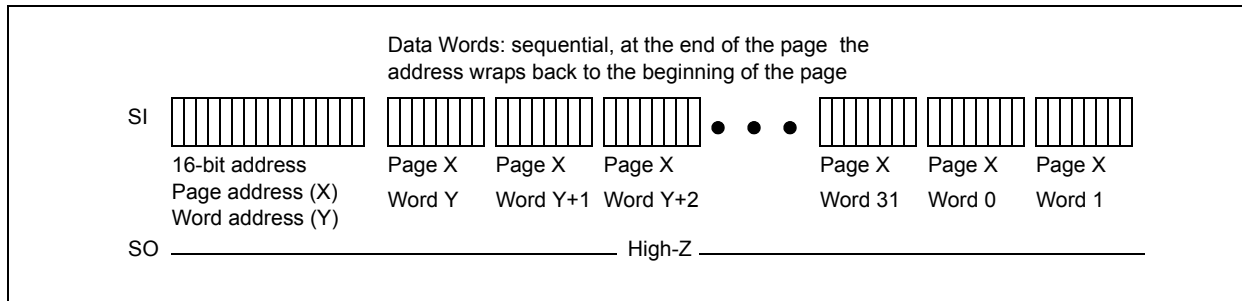 Data Words: sequential, at the end of the page the
address wraps back to the beginning of the page
SI
16-bit address
Page address (X)
Word address (Y)
Page X
Word Y
Page X
Word Y+1
Page X
Word Y+2
Page X
Word 31
Page X
Word 0
Page X
Word 1
SO
High-Z